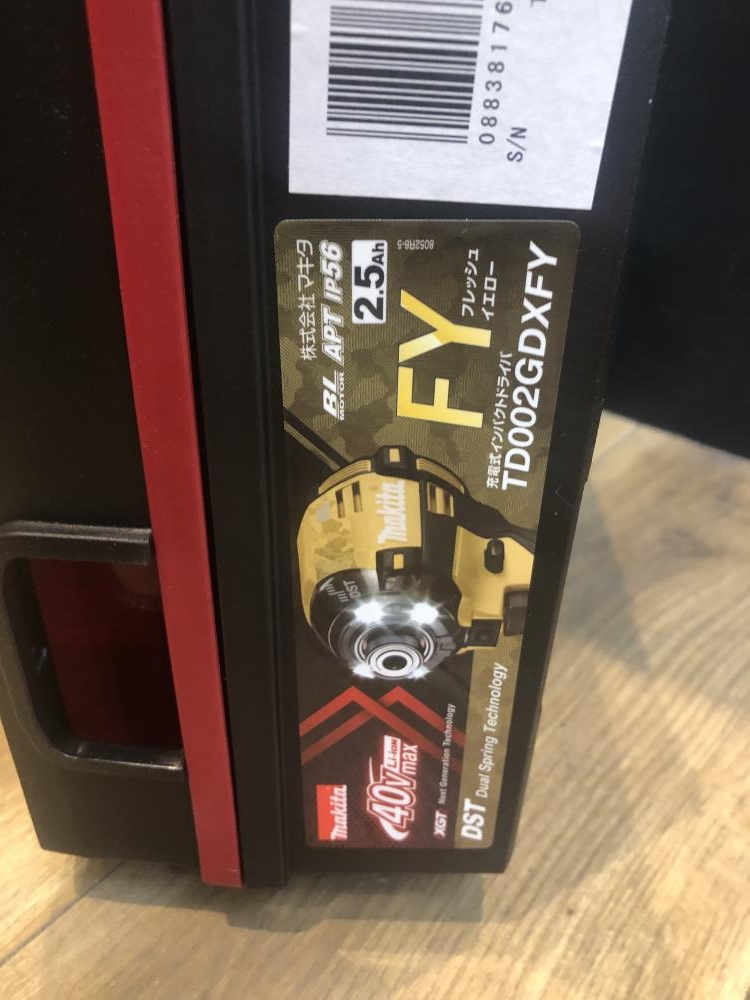 08838176
S/N
株式会社 マキタ
BL MOTOR APT IP56
2.5Ah
8052R8-5
FY
フレッシュ
イエロー
充電式インパクトドライバ
TD002GDXFY
makita
DST
makita
40Vmax
Li-ION
XGT Next Generation Technology
DST Dual Spring Technology